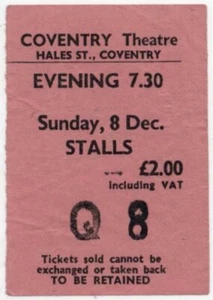 COVENTRY Theatre
HALES ST., COVENTRY
EVENING 7.30
Sunday, 8 Dec.
STALLS
£2.00
Including VAT
Q 8
Tickets sold cannot be
exchanged or taken back
TO BE RETAINED